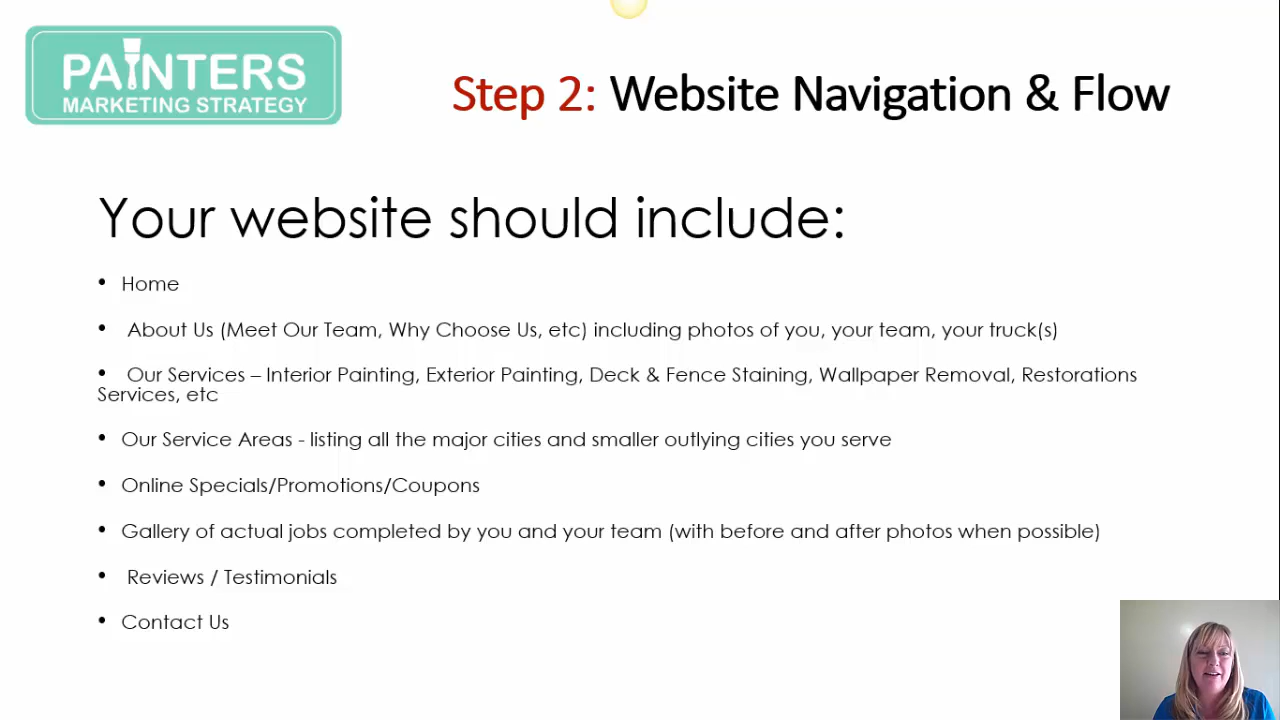 PAINTERS
MARKETING STRATEGY
Step 2: Website Navigation & Flow
Your website should include:
• Home
• About Us (Meet Our Team, Why Choose Us, etc) including photos of you, your team, your truck(s)
• Our Services – Interior Painting, Exterior Painting, Deck & Fence Staining, Wallpaper Removal, Restorations
Services, etc
• Our Service Areas - listing all the major cities and smaller outlying cities you serve
• Online Specials/Promotions/Coupons
• Gallery of actual jobs completed by you and your team (with before and after photos when possible)
• Reviews / Testimonials
• Contact Us